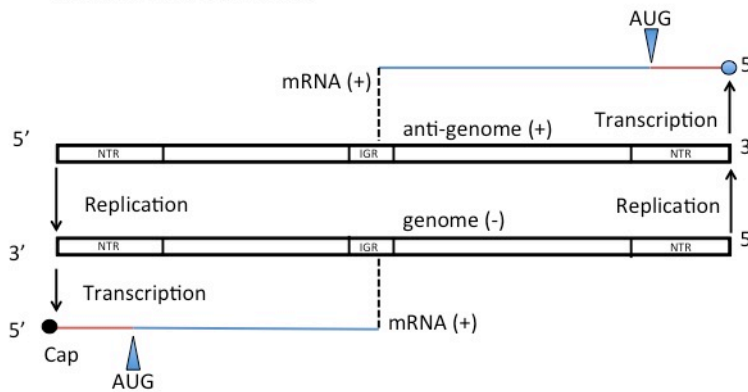 AUG
5
mRNA (+)
anti-genome (+)
Transcription
5’
3
NTR
IGR
NTR
Replication
genome (-)
Replication
3’
5
NTR
IGR
NTR
Transcription
5’
mRNA (+)
Cap
AUG